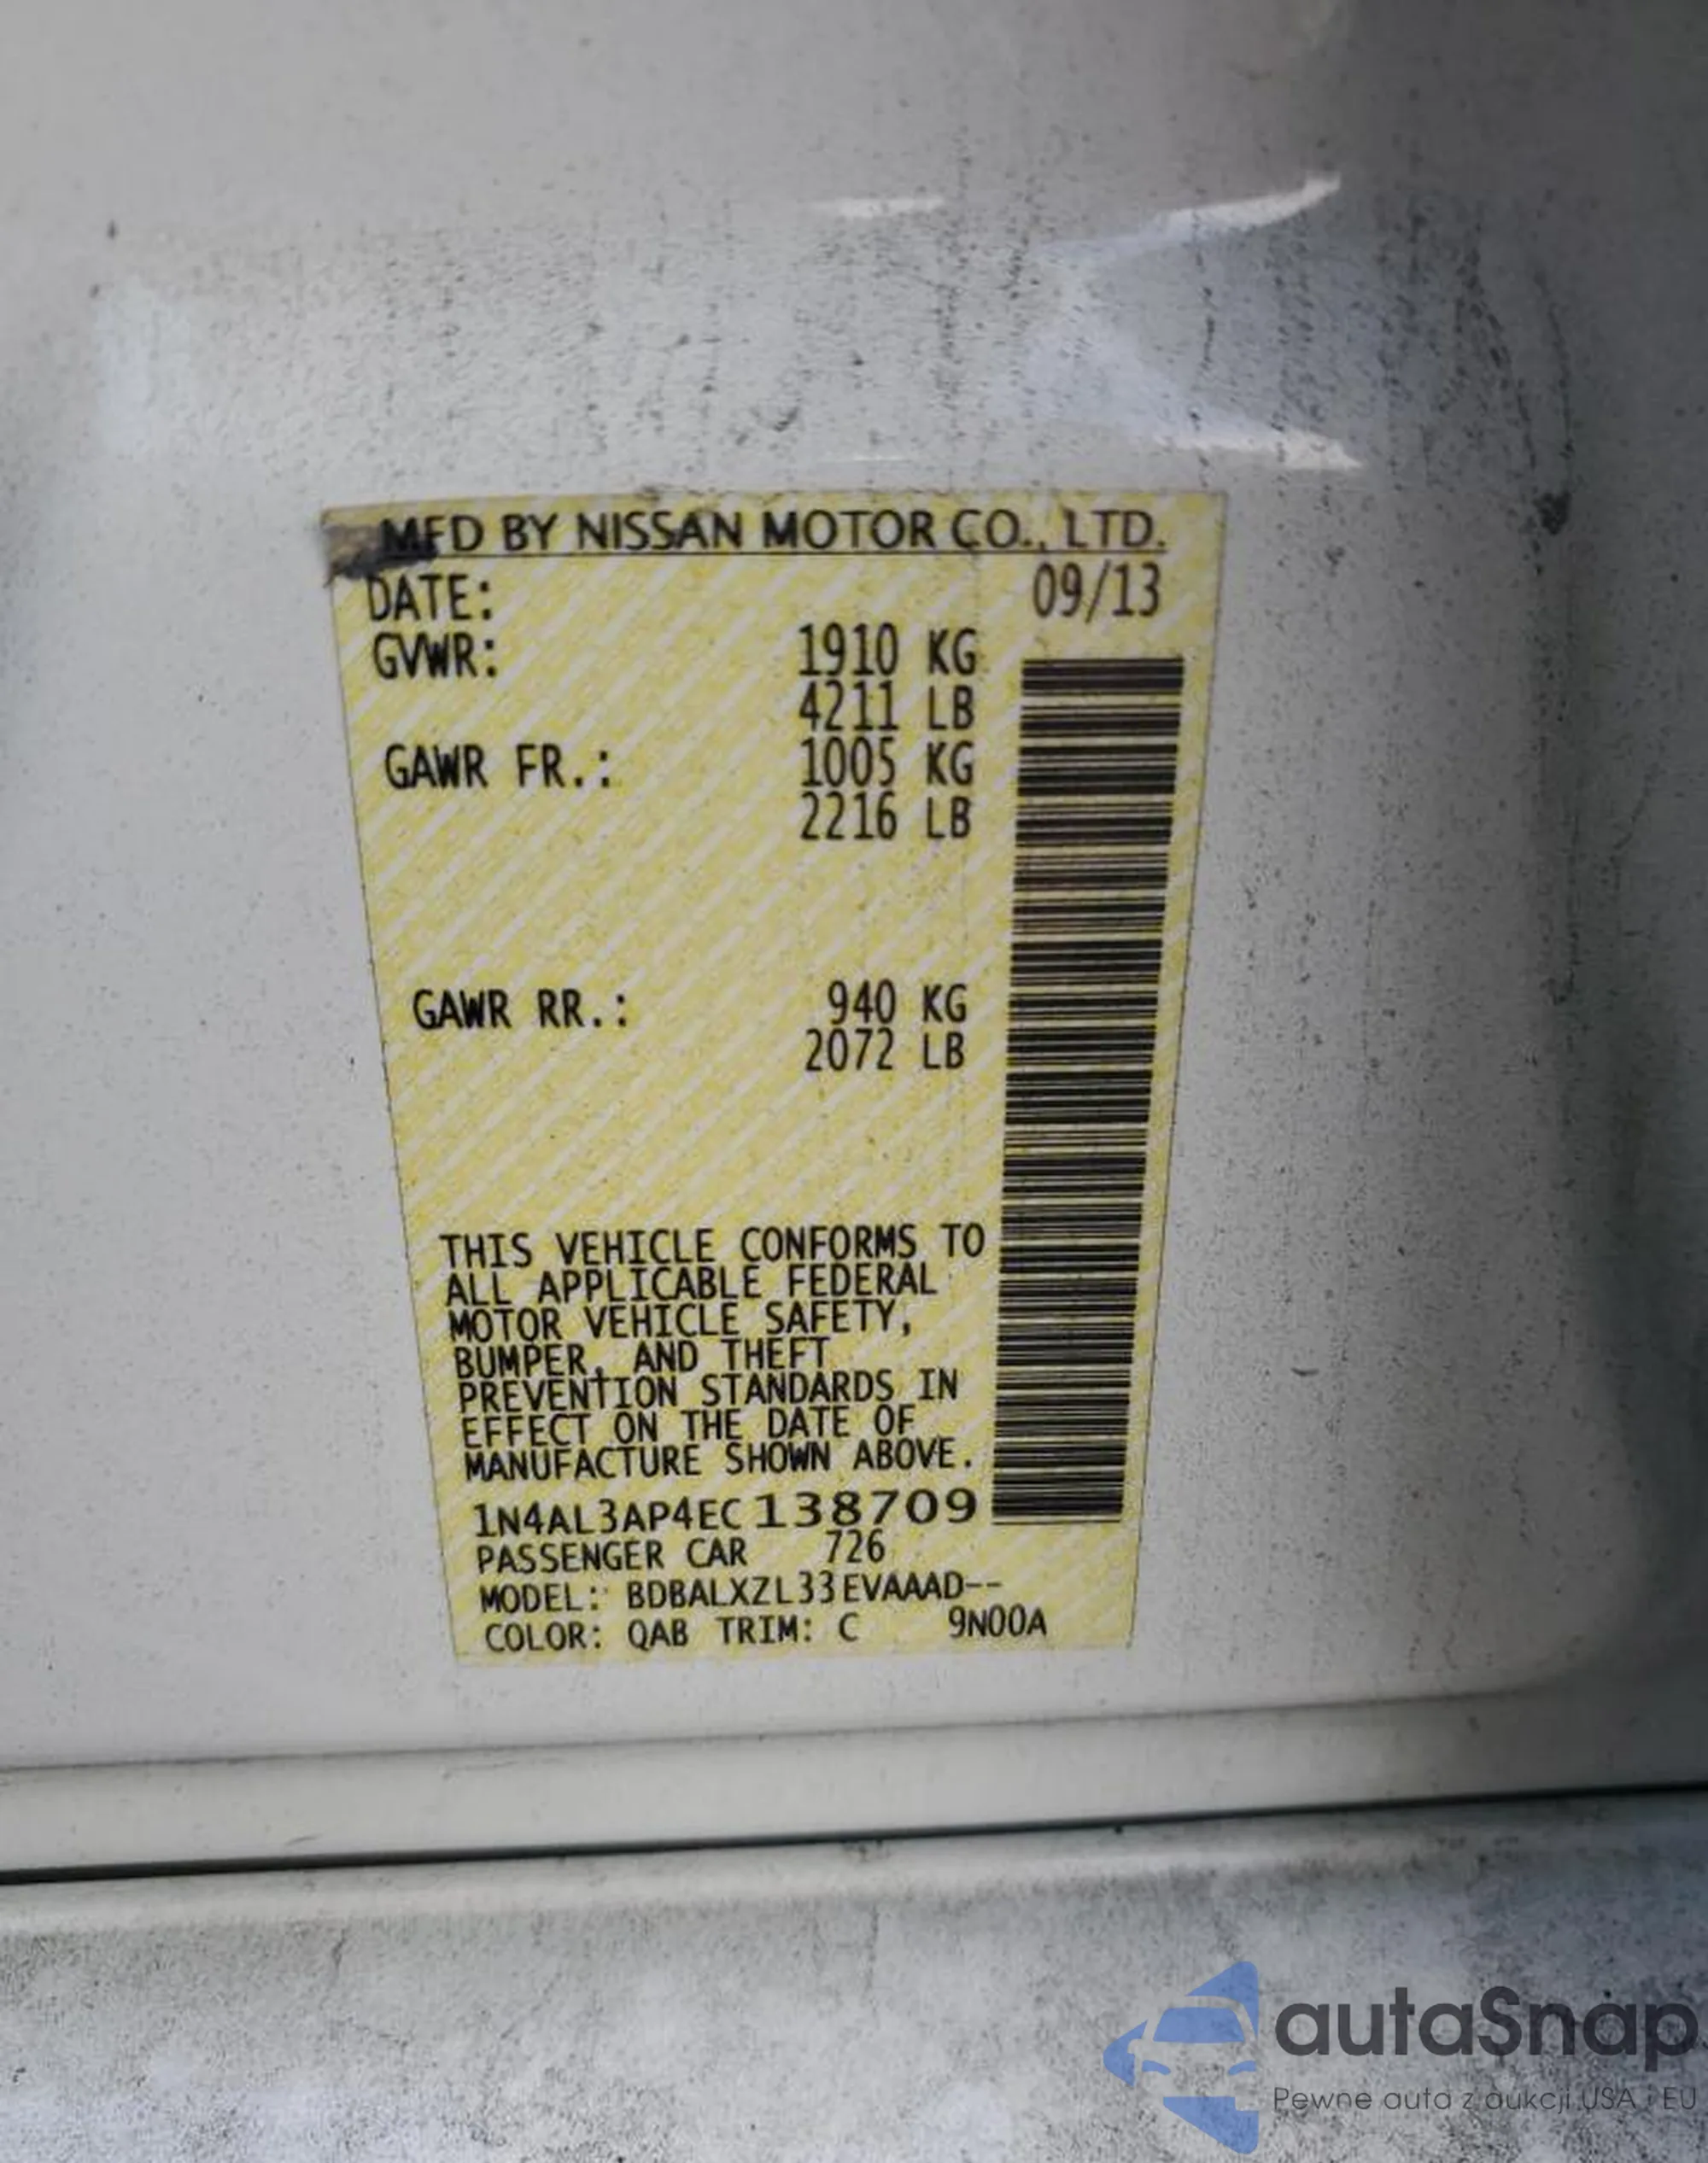 MFD BY NISSAN MOTOR CO., LTD.
DATE: 09/13
GVWR: 1910 KG
4211 LB
GAWR FR.: 1005 KG
2216 LB
GAWR RR.: 940 KG
2072 LB
THIS VEHICLE CONFORMS TO
ALL APPLICABLE FEDERAL
MOTOR VEHICLE SAFETY,
BUMPER, AND THEFT
PREVENTION STANDARDS IN
EFFECT ON THE DATE OF
MANUFACTURE SHOWN ABOVE.
1N4AL3AP4EC138709
PASSENGER CAR 726
MODEL: BDBALXZL33EVAAAD--
COLOR: QAB TRIM: C 9N00A
autaSnap
Pewne auta z aukcji USA i EU